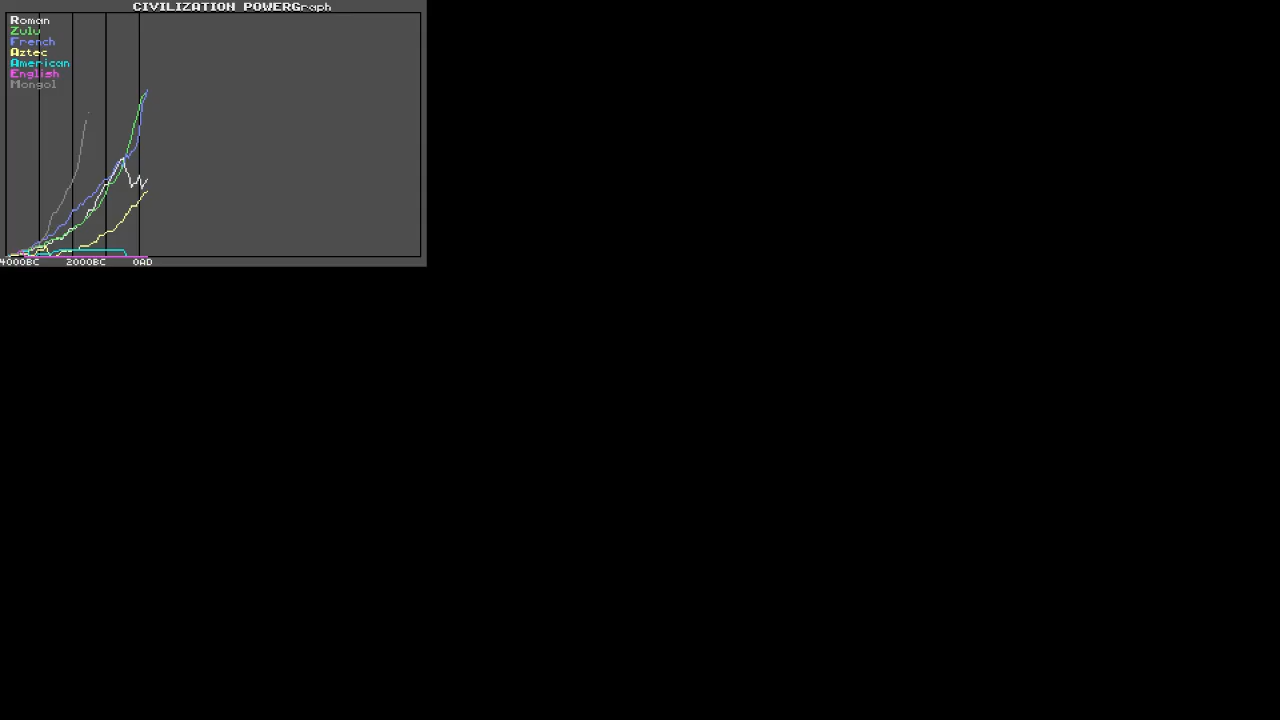 CIVILIZATION POWERGraph
Roman
Zulu
French
Aztec
American
English
Mongol
4000BC 2000BC 0AD